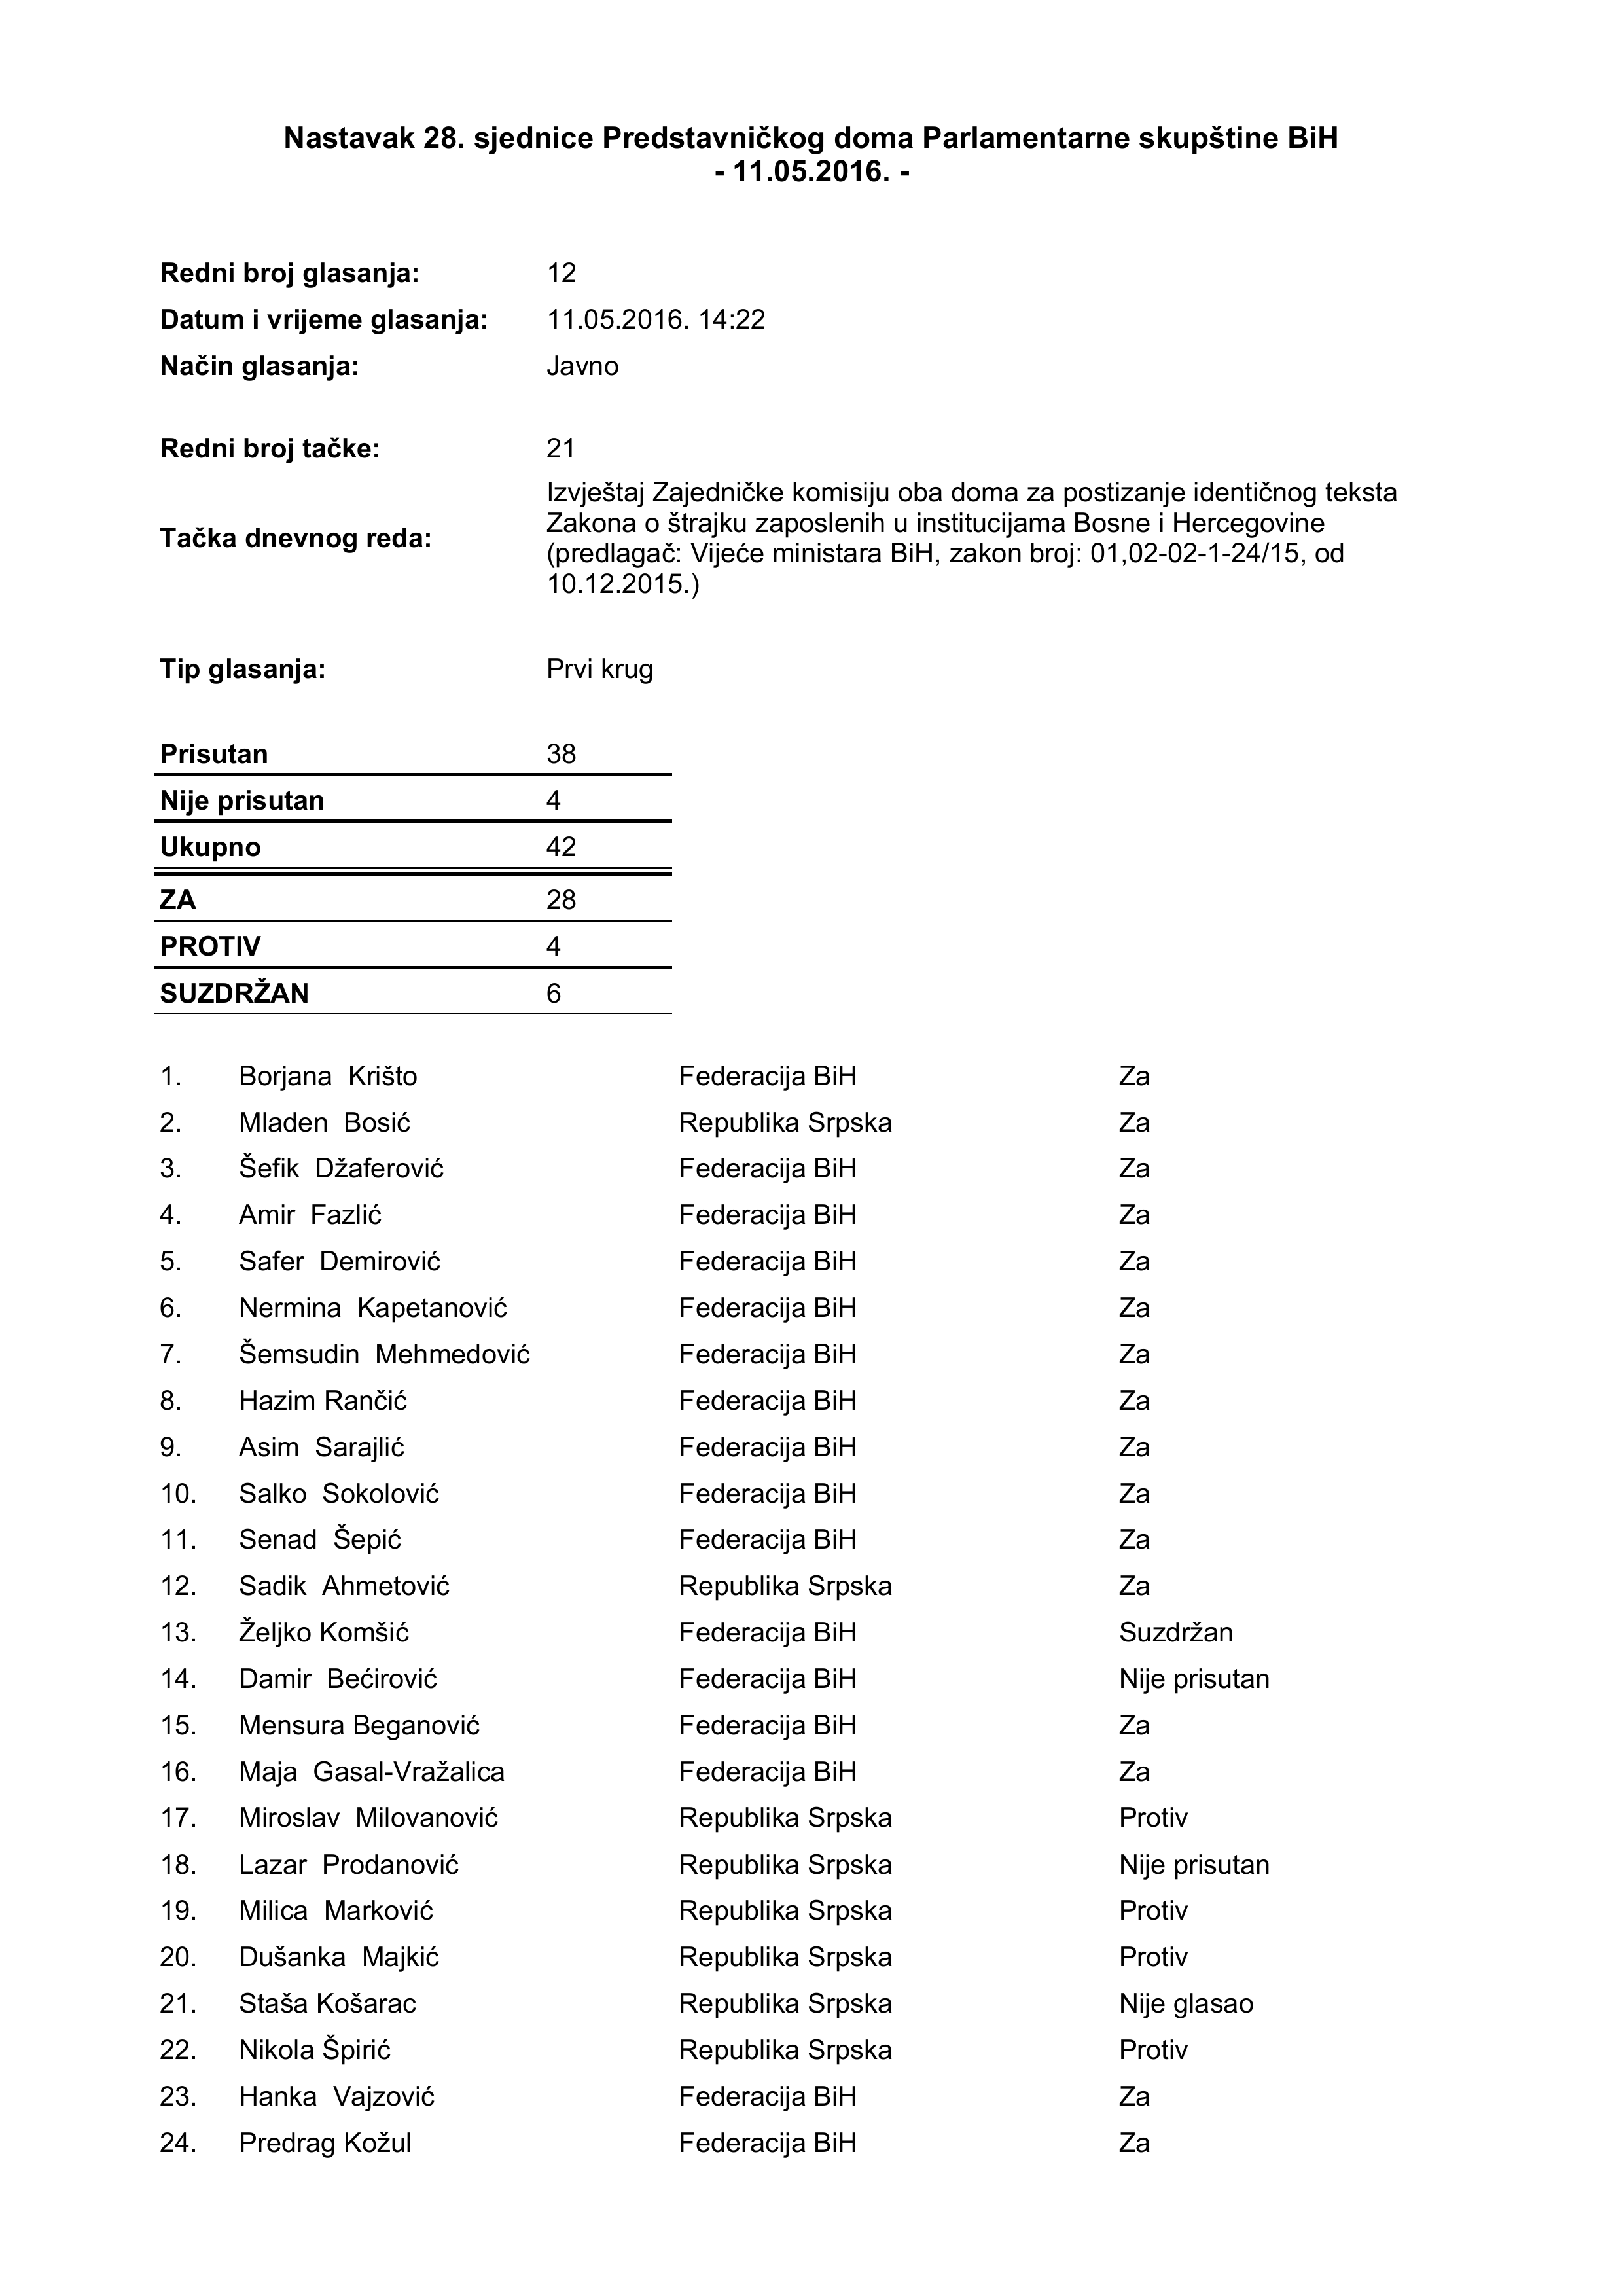 Nastavak 28. sjednice Predstavničkog doma Parlamentarne skupštine BiH
- 11.05.2016. -
Redni broj glasanja: 12
Datum i vrijeme glasanja: 11.05.2016. 14:22
Način glasanja: Javno
Redni broj tačke: 21
Tačka dnevnog reda: Izvještaj Zajedničke komisiju oba doma za postizanje identičnog teksta
Zakona o štrajku zaposlenih u institucijama Bosne i Hercegovine
(predlagač: Vijeće ministara BiH, zakon broj: 01,02-02-1-24/15, od
10.12.2015.)
Tip glasanja: Prvi krug
Prisutan 38
Nije prisutan 4
Ukupno 42
ZA 28
PROTIV 4
SUZDRŽAN 6
1. Borjana Krišto Federacija BiH Za
2. Mladen Bosić Republika Srpska Za
3. Šefik Džaferović Federacija BiH Za
4. Amir Fazlić Federacija BiH Za
5. Safer Demirović Federacija BiH Za
6. Nermina Kapetanović Federacija BiH Za
7. Šemsudin Mehmedović Federacija BiH Za
8. Hazim Rančić Federacija BiH Za
9. Asim Sarajlić Federacija BiH Za
10. Salko Sokolović Federacija BiH Za
11. Senad Šepić Federacija BiH Za
12. Sadik Ahmetović Republika Srpska Za
13. Željko Komšić Federacija BiH Suzdržan
14. Damir Bećirović Federacija BiH Nije prisutan
15. Mensura Beganović Federacija BiH Za
16. Maja Gasal-Vražalica Federacija BiH Za
17. Miroslav Milovanović Republika Srpska Protiv
18. Lazar Prodanović Republika Srpska Nije prisutan
19. Milica Marković Republika Srpska Protiv
20. Dušanka Majkić Republika Srpska Protiv
21. Staša Košarac Republika Srpska Nije glasao
22. Nikola Špirić Republika Srpska Protiv
23. Hanka Vajzović Federacija BiH Za
24. Predrag Kožul Federacija BiH Za